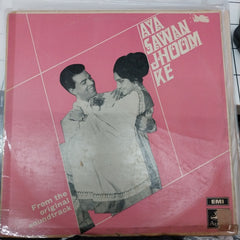 AYA
SAWAN
JHOOM
KE
From the
original
soundtrack
EMI